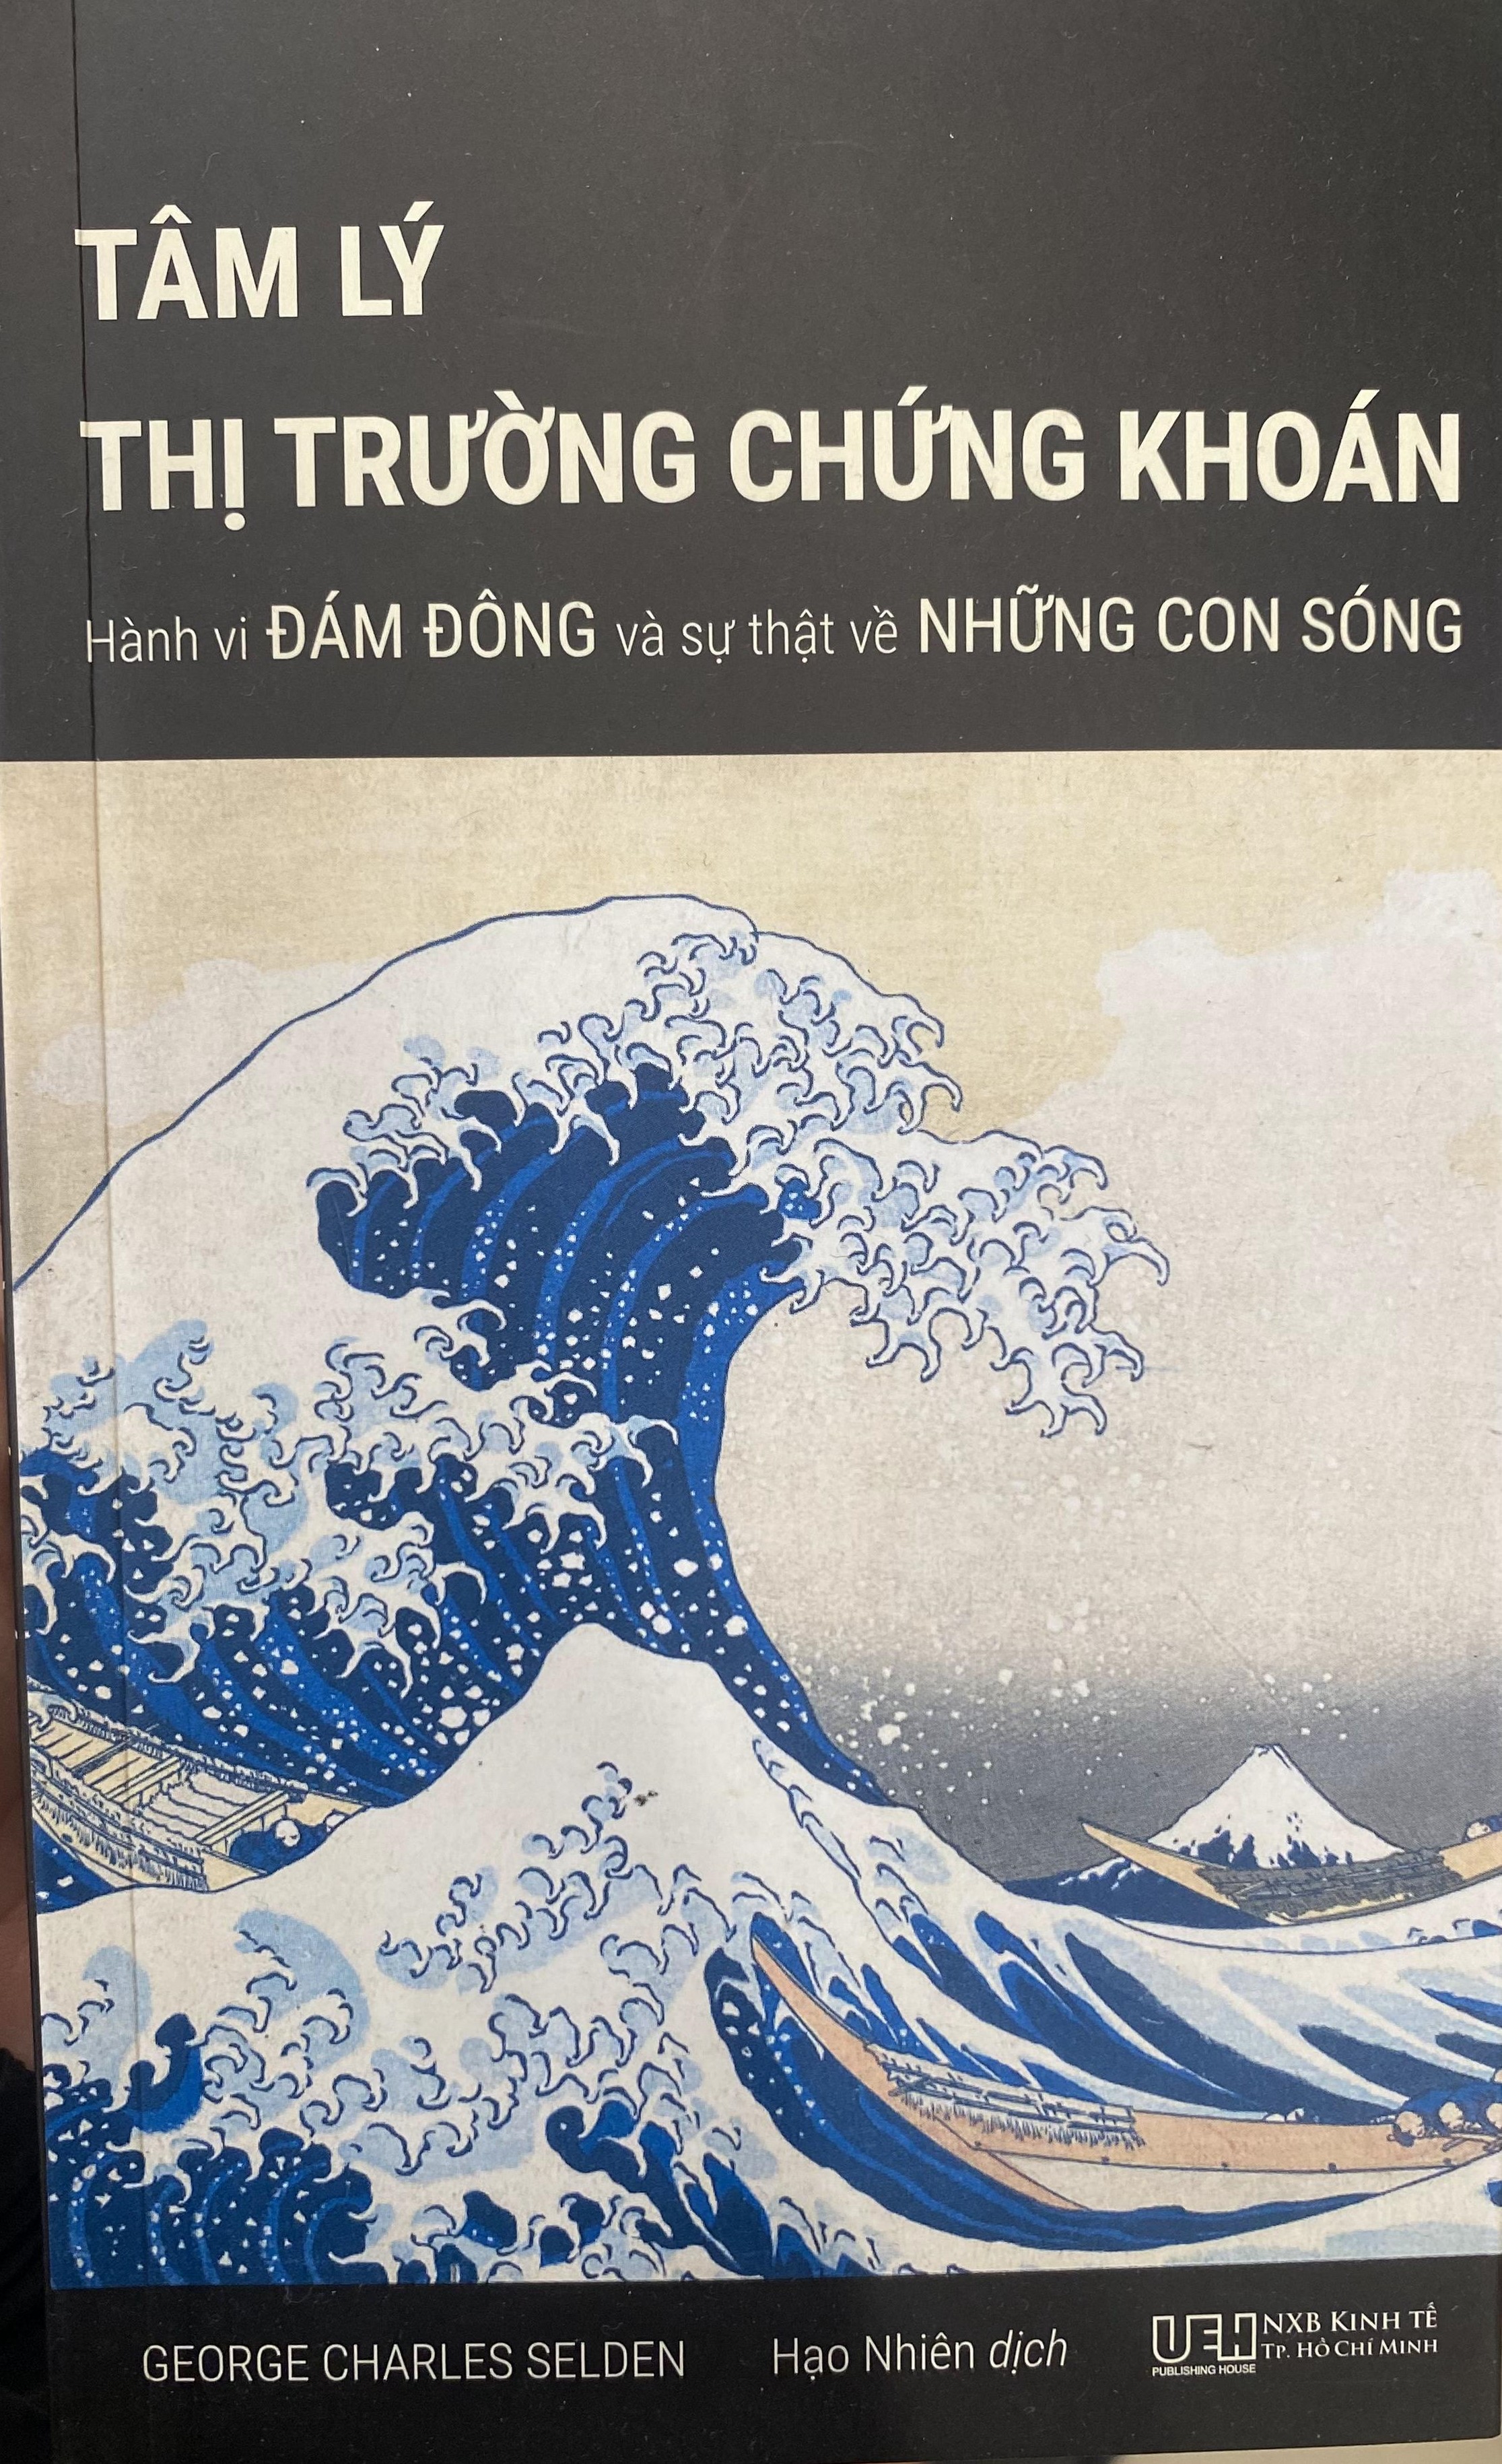 TÂM LÝ
THỊ TRƯỜNG CHỨNG KHOÁN
Hành vi ĐÁM ĐÔNG và sự thật về NHỮNG CON SÓNG
GEORGE CHARLES SELDEN
Hạo Nhiên dịch
UEH
PUBLISHING HOUSE
NXB KINH TẾ
TP. HỒ CHÍ MINH